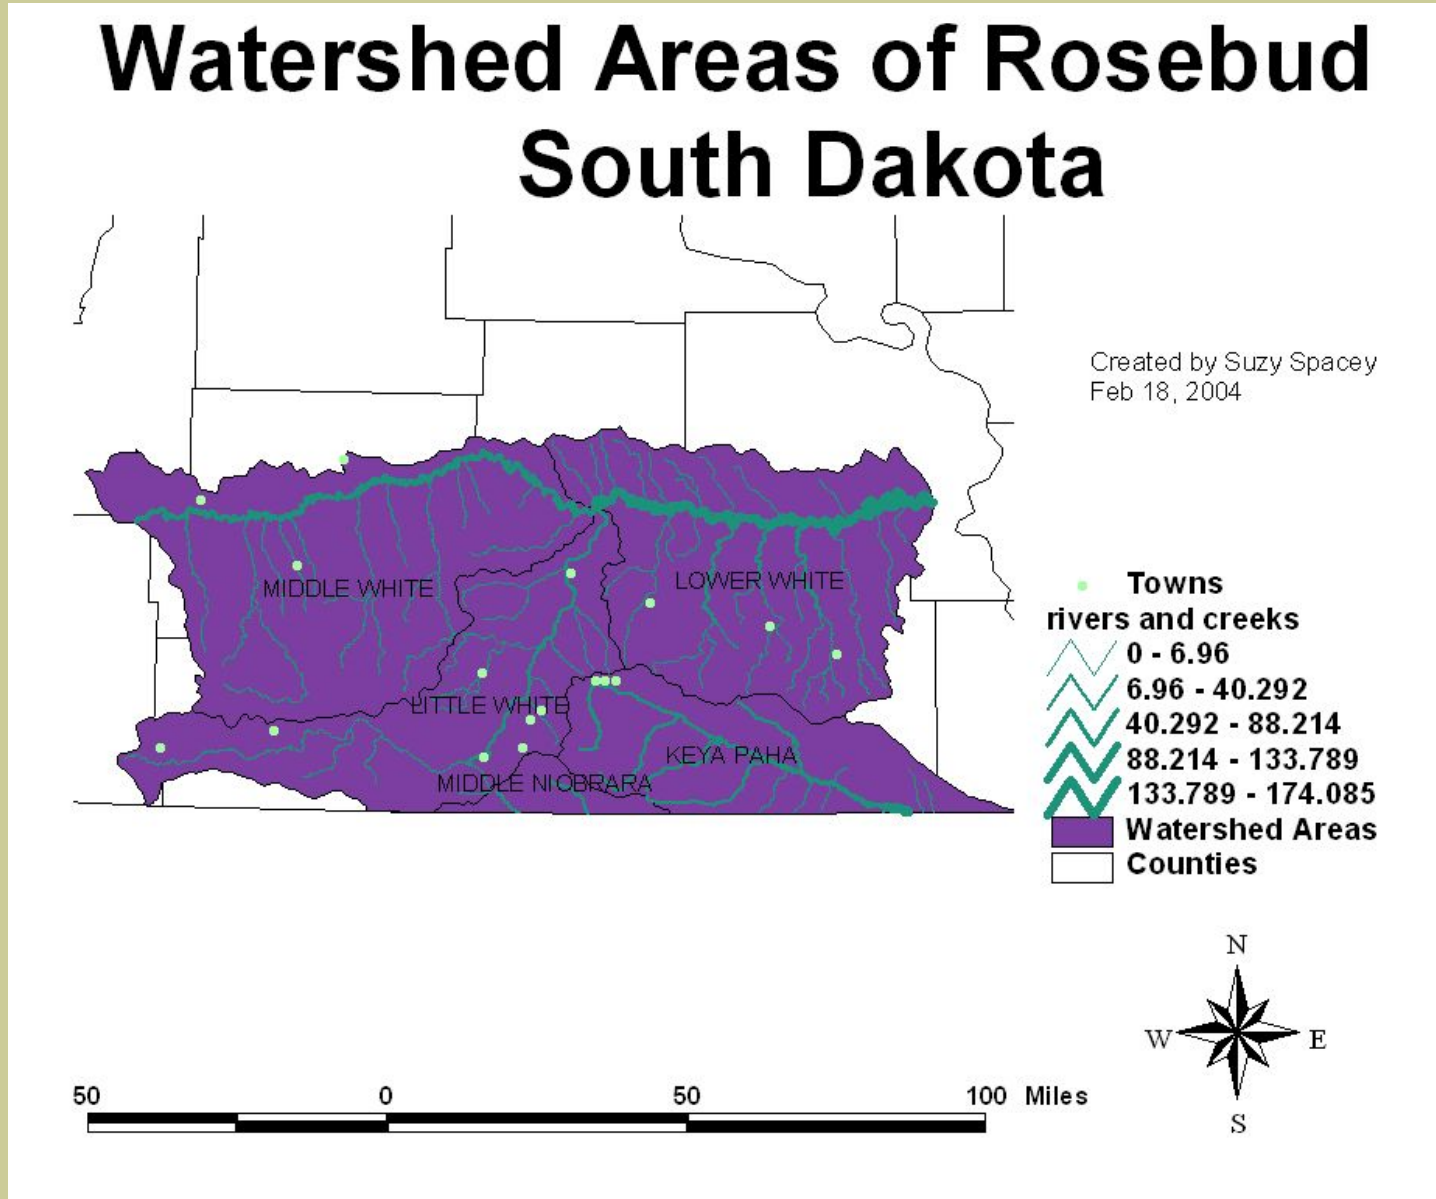 Watershed Areas of Rosebud
South Dakota
Created by Suzy Spacey
Feb 18, 2004
MIDDLE WHITE
LOWER WHITE
LITTLE WHITE
KEYA PAHA
MIDDLE NIOBRARA
Towns
rivers and creeks
0 - 6.96
6.96 - 40.292
40.292 - 88.214
88.214 - 133.789
133.789 - 174.085
Watershed Areas
Counties
N
W E
S
50 0 50 100 Miles